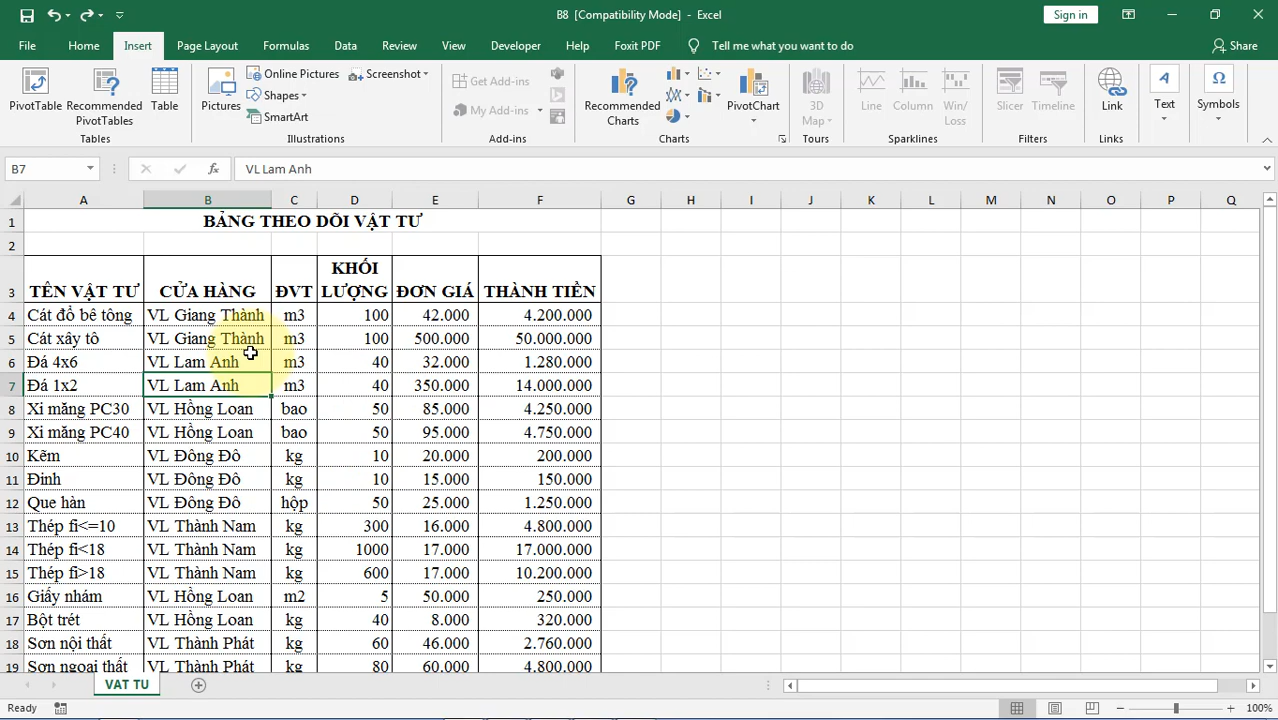 B8 [Compatibility Mode] - Excel
Sign in
File Home Insert Page Layout Formulas Data Review View Developer Help Foxit PDF Tell me what you want to do Share
PivotTable Recommended PivotTables Table
Tables
Pictures Online Pictures Screenshot
Shapes
SmartArt
Illustrations
Get Add-ins
My Add-ins
Add-ins
Recommended Charts PivotChart
Charts
3D Map
Tours
Line Column Win/Loss
Sparklines
Slicer Timeline
Filters
Link
Links
Text
Symbols
B7 fx VL Lam Anh
A B C D E F G H I J K L M N O P Q
1 BẢNG THEO DÕI VẬT TƯ
2
3 TÊN VẬT TƯ CỬA HÀNG ĐVT KHỐI LƯỢNG ĐƠN GIÁ THÀNH TIỀN
4 Cát đổ bê tông VL Giang Thành m3 100 42.000 4.200.000
5 Cát xây tô VL Giang Thành m3 100 500.000 50.000.000
6 Đá 4x6 VL Lam Anh m3 40 32.000 1.280.000
7 Đá 1x2 VL Lam Anh m3 40 350.000 14.000.000
8 Xi măng PC30 VL Hồng Loan bao 50 85.000 4.250.000
9 Xi măng PC40 VL Hồng Loan bao 50 95.000 4.750.000
10 Kẽm VL Đông Đô kg 10 20.000 200.000
11 Đinh VL Đông Đô kg 10 15.000 150.000
12 Que hàn VL Đông Đô hộp 50 25.000 1.250.000
13 Thép fi<=10 VL Thành Nam kg 300 16.000 4.800.000
14 Thép fi<18 VL Thành Nam kg 1000 17.000 17.000.000
15 Thép fi>18 VL Thành Nam kg 600 17.000 10.200.000
16 Giấy nhám VL Hồng Loan m2 5 50.000 250.000
17 Bột trét VL Hồng Loan kg 40 8.000 320.000
18 Sơn nội thất VL Thành Phát kg 60 46.000 2.760.000
19 Sơn ngoại thất VL Thành Phát kg 80 60.000 4.800.000
VAT TU
Ready 100%